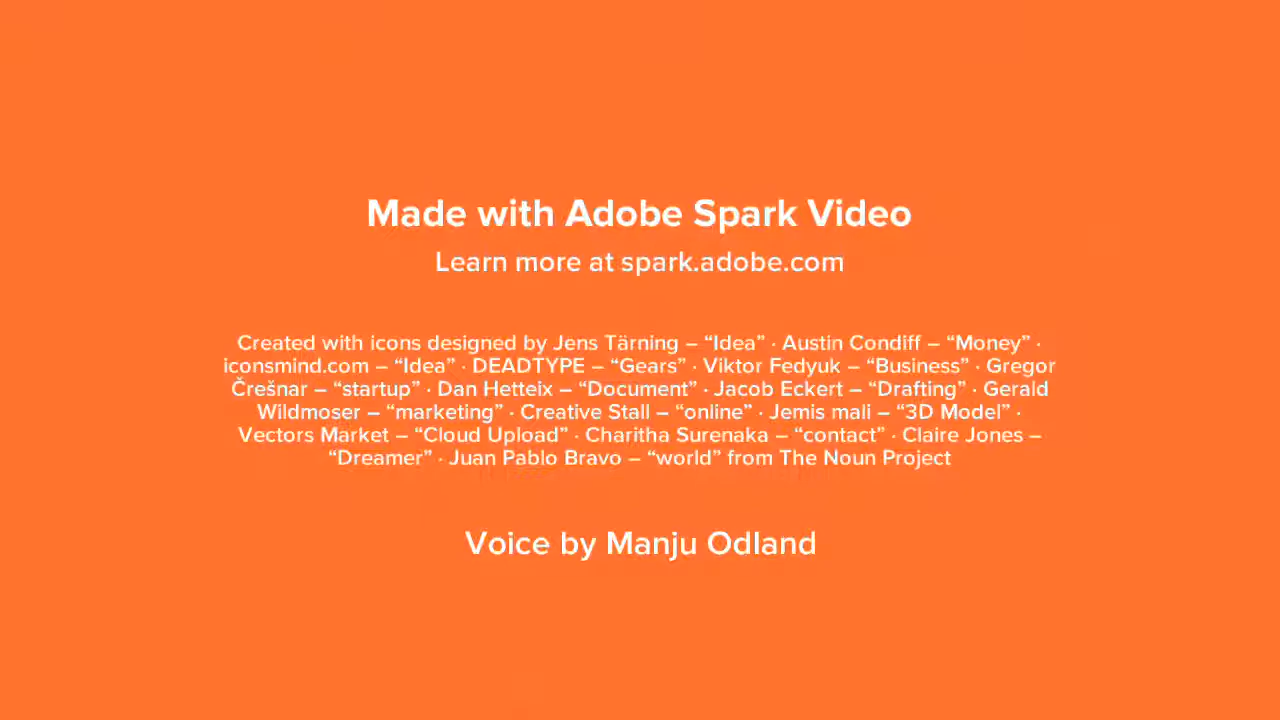 Made with Adobe Spark Video
Learn more at spark.adobe.com
Created with icons designed by Jens Tärning – “Idea” · Austin Condiff – “Money” ·
iconsmind.com – “Idea” · DEADTYPE – “Gears” · Viktor Fedyuk – “Business” · Gregor
Črešnar – “startup” · Dan Hetteix – “Document” · Jacob Eckert – “Drafting” · Gerald
Wildmoser – “marketing” · Creative Stall – “online” · Jemis mali – “3D Model” ·
Vectors Market – “Cloud Upload” · Charitha Surenaka – “contact” · Claire Jones –
“Dreamer” · Juan Pablo Bravo – “world” from The Noun Project
Voice by Manju Odland